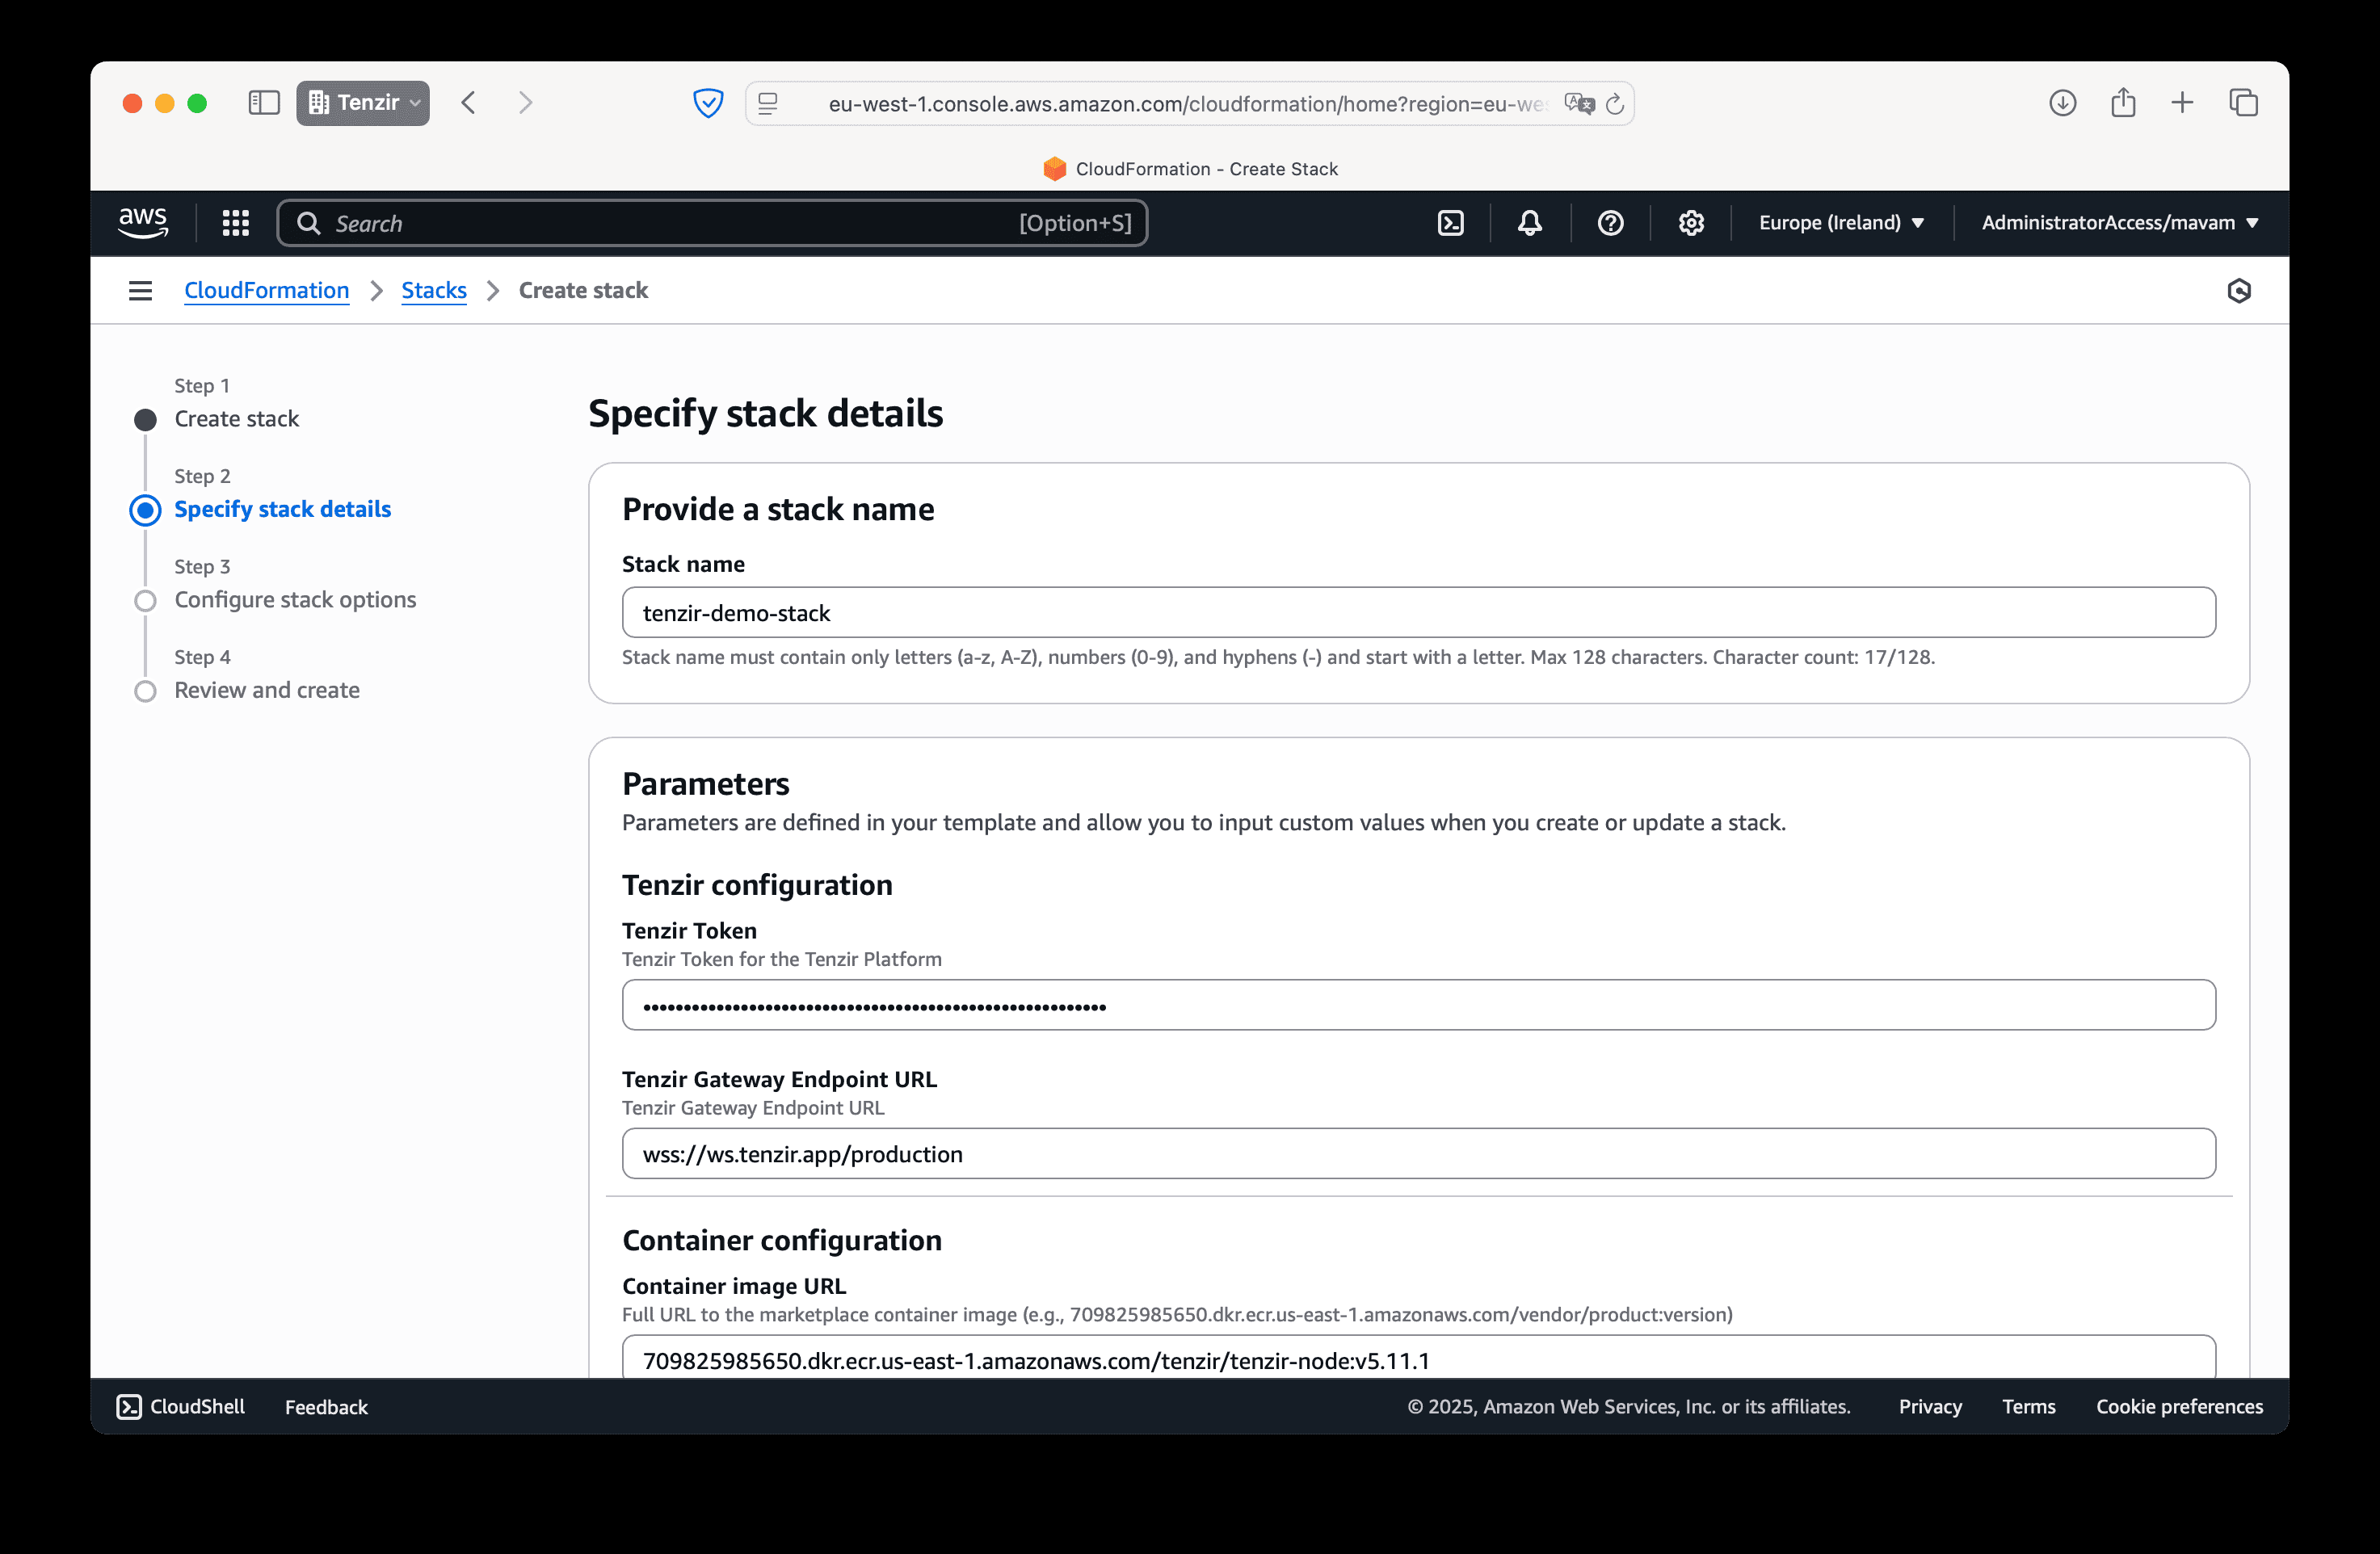 Tenzir
eu-west-1.console.aws.amazon.com/cloudformation/home?region=eu-wes
CloudFormation - Create Stack
aws
Search
[Option+S]
Europe (Ireland)
AdministratorAccess/mavam
CloudFormation
Stacks
Create stack
Step 1
Create stack
Step 2
Specify stack details
Step 3
Configure stack options
Step 4
Review and create
Specify stack details
Provide a stack name
Stack name
tenzir-demo-stack
Stack name must contain only letters (a-z, A-Z), numbers (0-9), and hyphens (-) and start with a letter. Max 128 characters. Character count: 17/128.
Parameters
Parameters are defined in your template and allow you to input custom values when you create or update a stack.
Tenzir configuration
Tenzir Token
Tenzir Token for the Tenzir Platform
Tenzir Gateway Endpoint URL
Tenzir Gateway Endpoint URL
wss://ws.tenzir.app/production
Container configuration
Container image URL
Full URL to the marketplace container image (e.g., 709825985650.dkr.ecr.us-east-1.amazonaws.com/vendor/product:version)
709825985650.dkr.ecr.us-east-1.amazonaws.com/tenzir/tenzir-node:v5.11.1
CloudShell
Feedback
© 2025, Amazon Web Services, Inc. or its affiliates.
Privacy
Terms
Cookie preferences